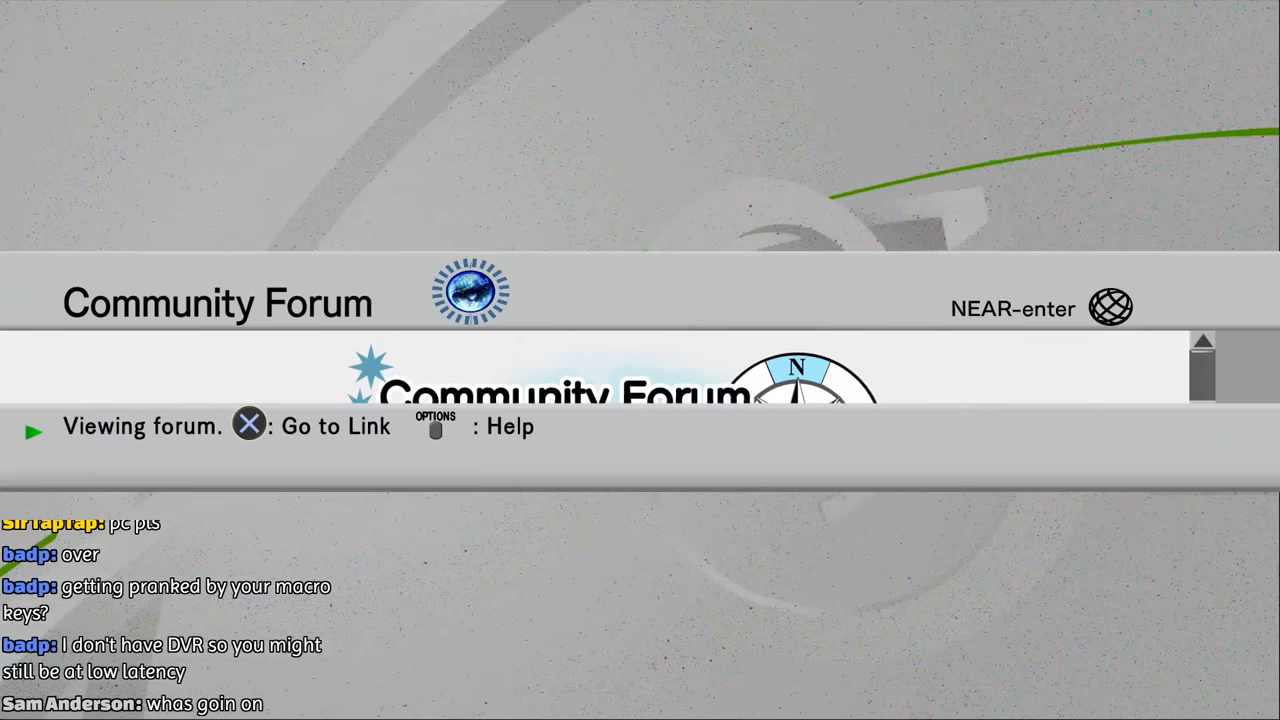 Community Forum
NEAR-enter
Community Forum
N
Viewing forum. X: Go to Link OPTIONS : Help
SirTapTap: pc pls
badp: over
badp: getting pranked by your macro
keys?
badp: I don't have DVR so you might
still be at low latency
Sam Anderson: whas goin on